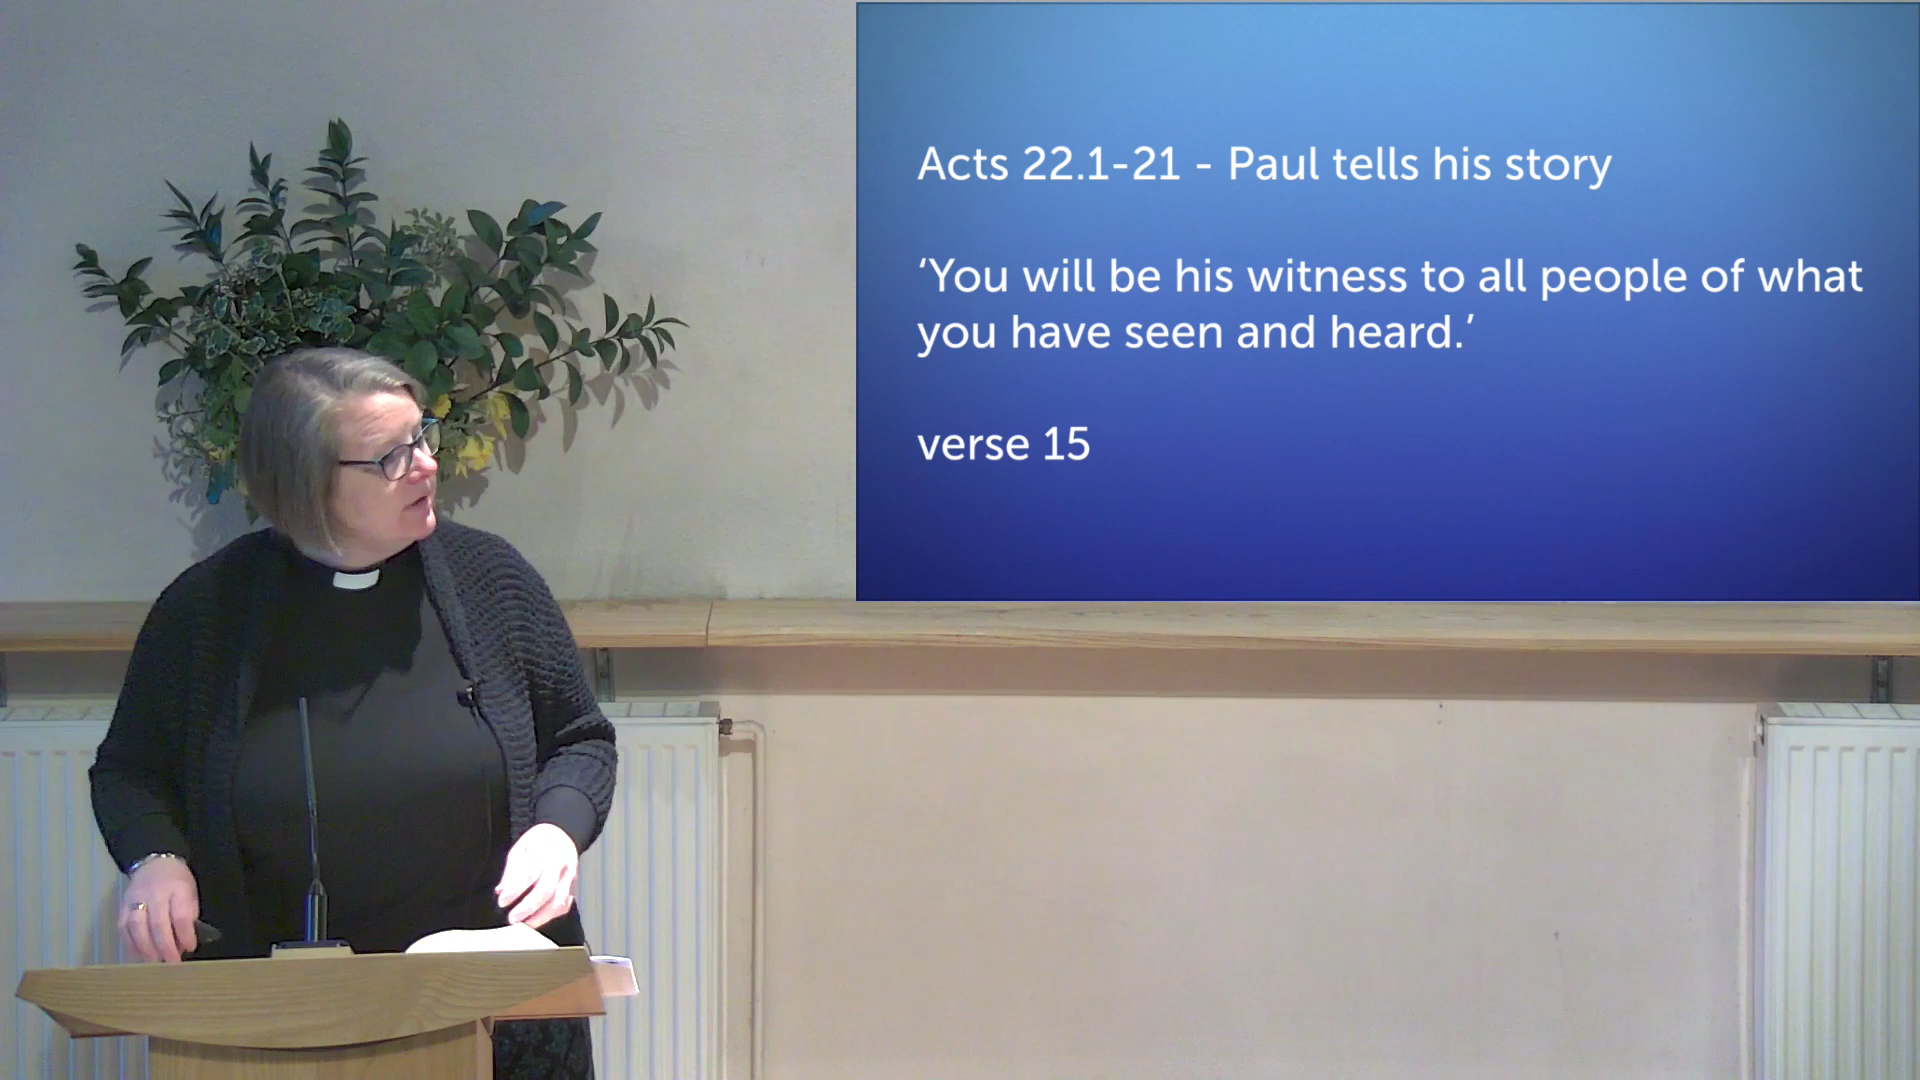 Acts 22.1-21 - Paul tells his story
‘You will be his witness to all people of what
you have seen and heard.’
verse 15